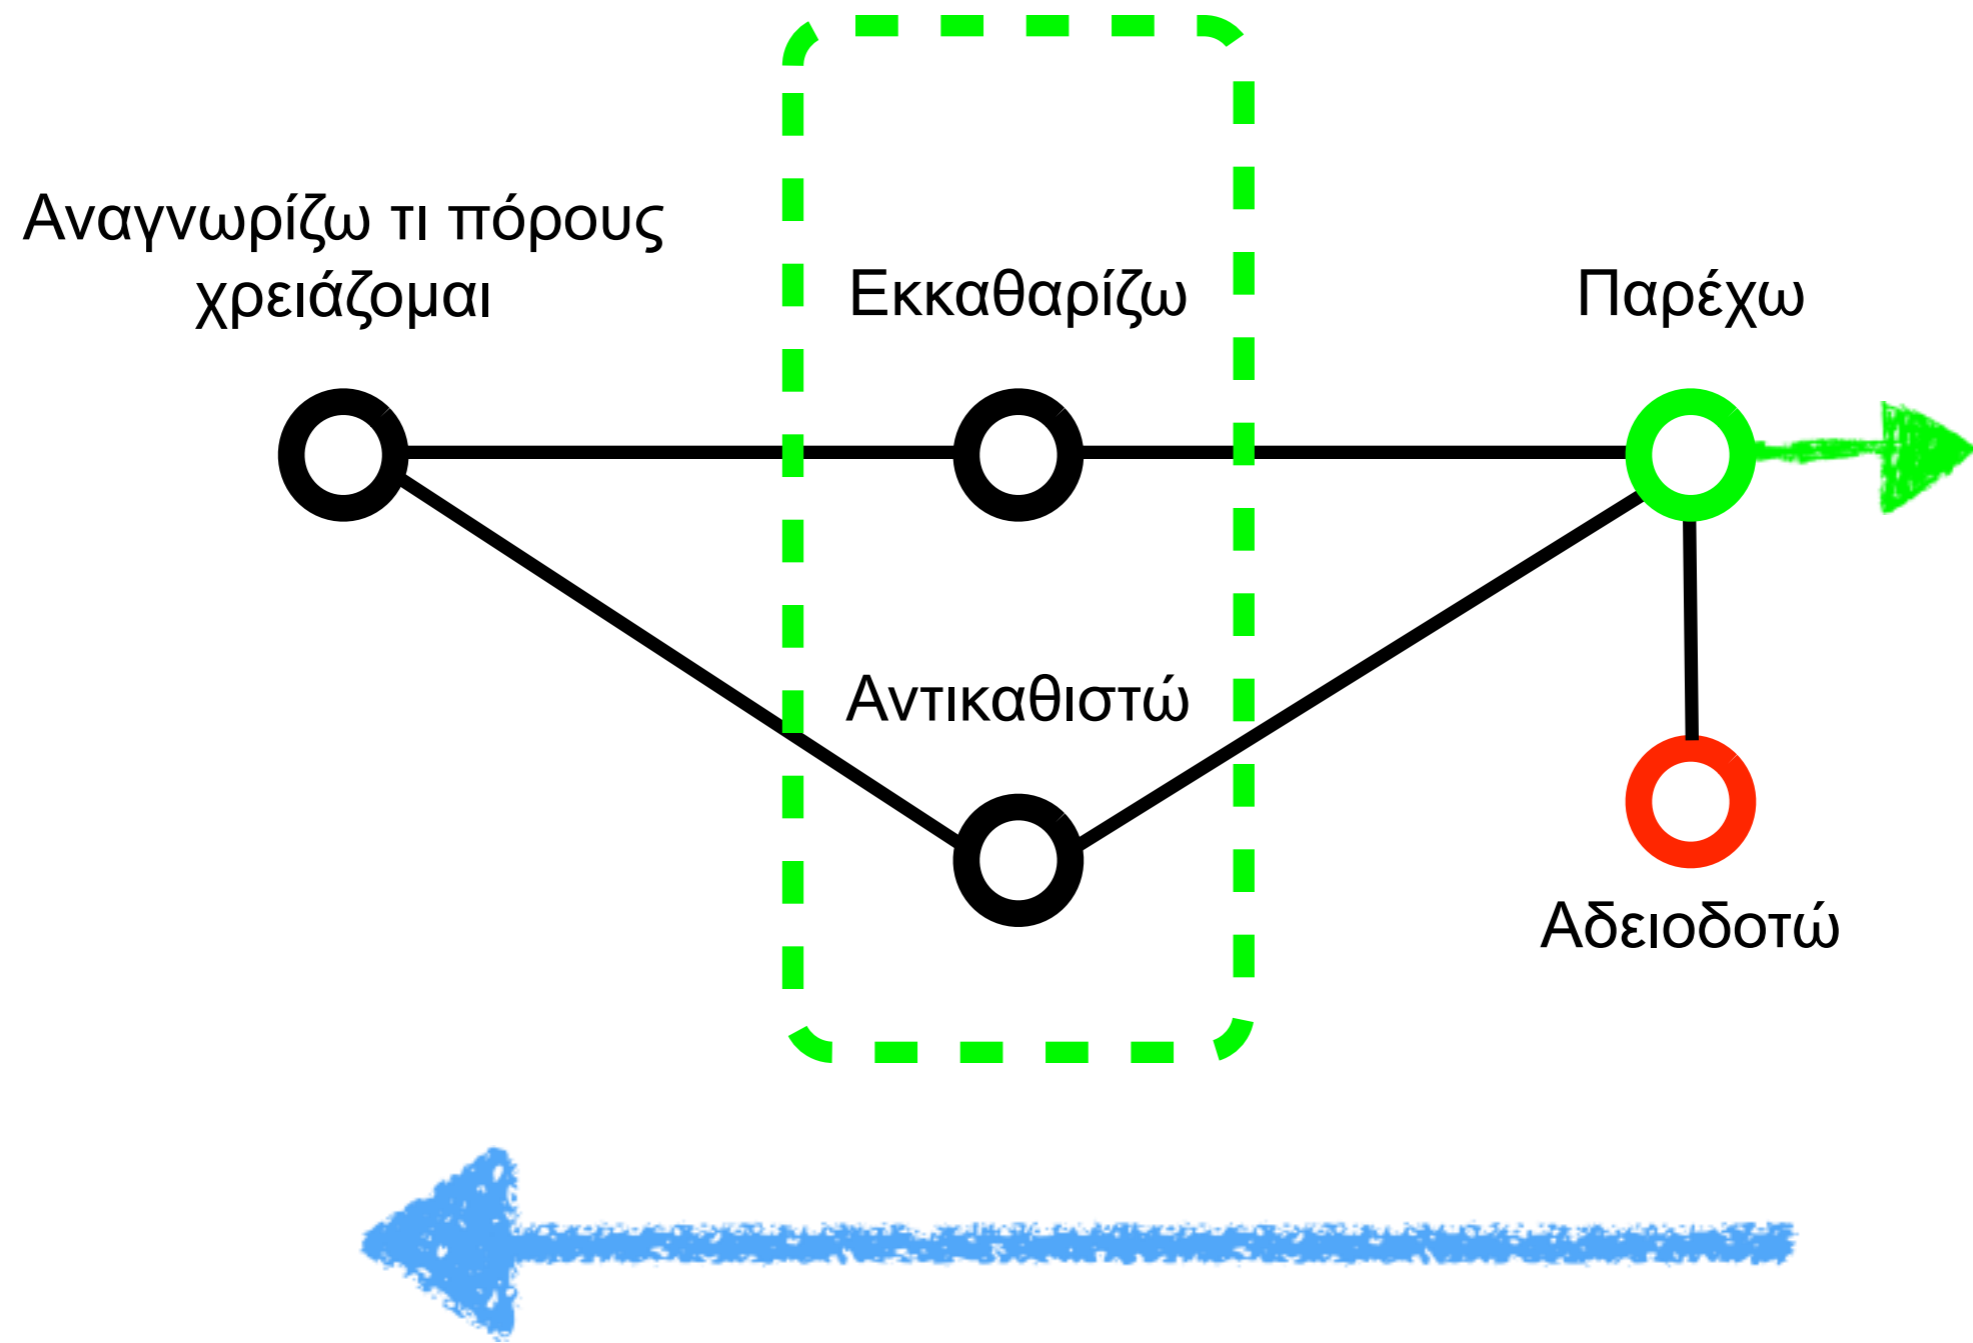 Αναγνωρίζω τι πόρους
χρειάζομαι
Εκκαθαρίζω
Παρέχω
Αντικαθιστώ
Αδειοδοτώ